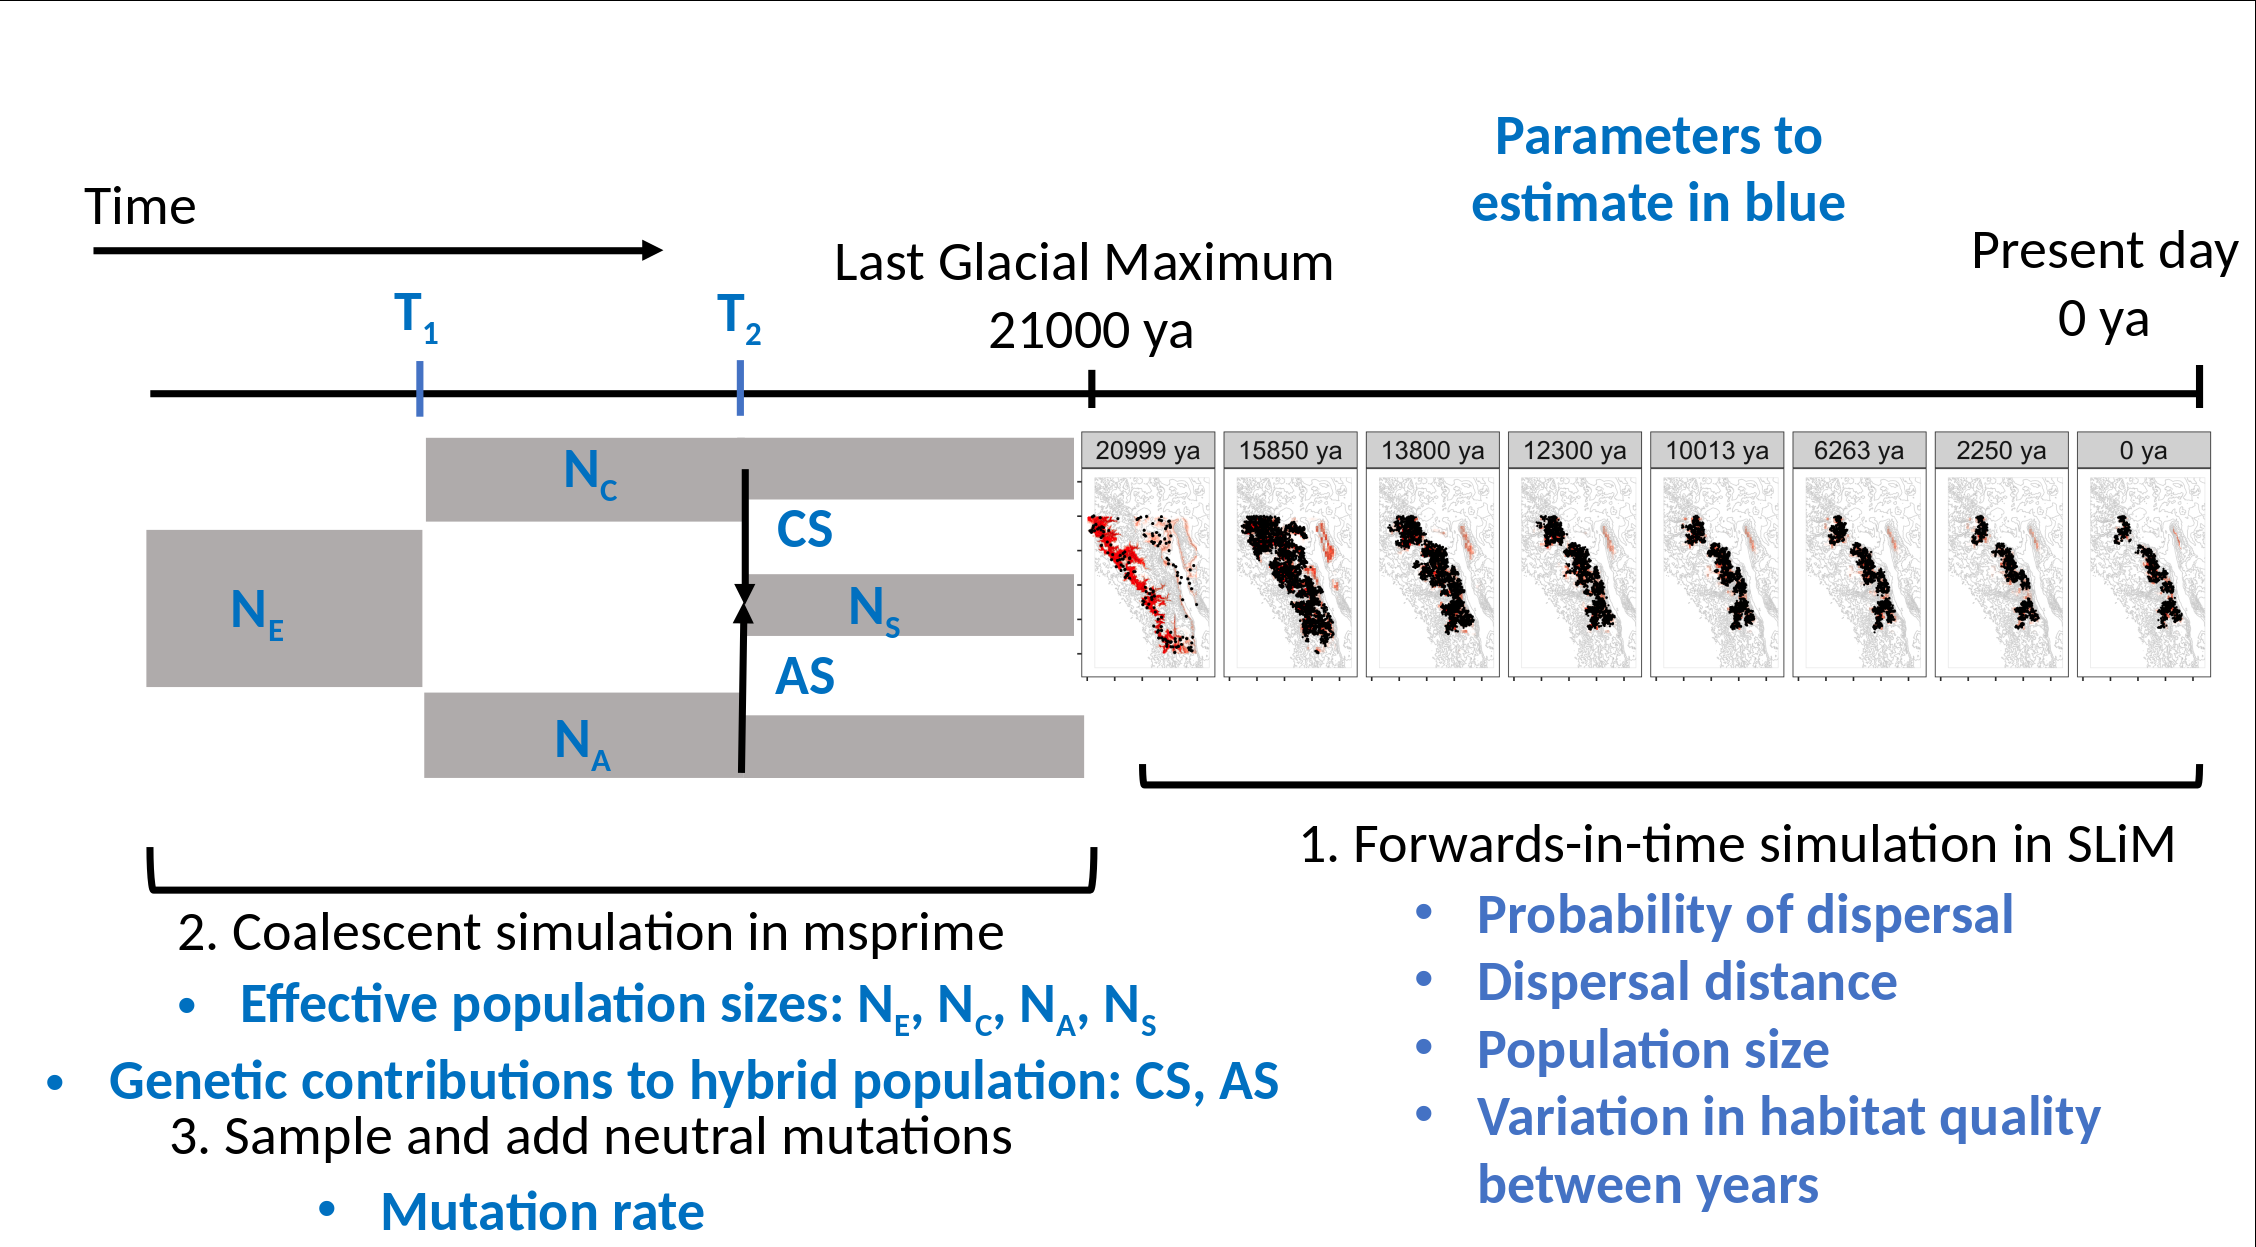 Parameters to
estimate in blue
Time
Last Glacial Maximum
21000 ya
Present day
0 ya
T1
T2
20999 ya
15850 ya
13800 ya
12300 ya
10013 ya
6263 ya
2250 ya
0 ya
NC
CS
NE
NS
AS
NA
1. Forwards-in-time simulation in SLiM
• Probability of dispersal
• Dispersal distance
• Population size
• Variation in habitat quality
between years
2. Coalescent simulation in msprime
• Effective population sizes: NE, NC, NA, NS
• Genetic contributions to hybrid population: CS, AS
3. Sample and add neutral mutations
• Mutation rate